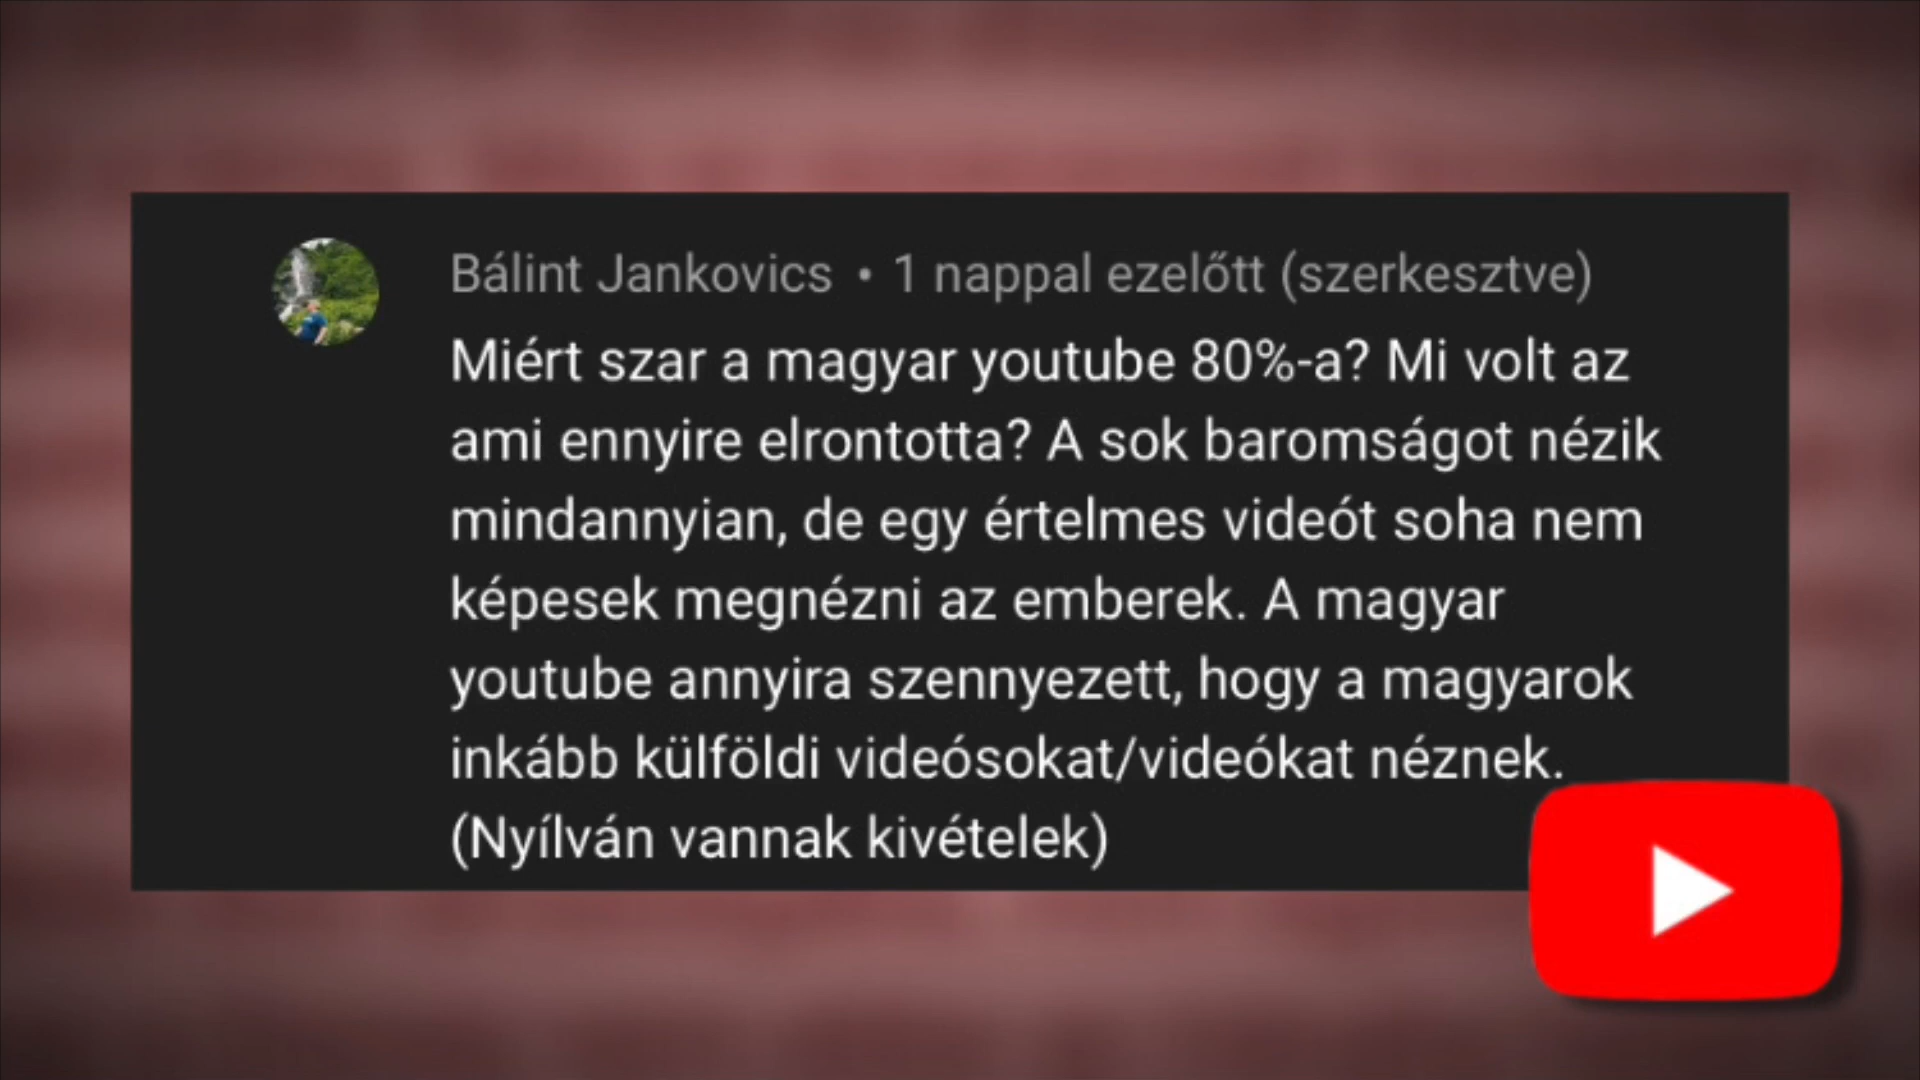 Bálint Jankovics • 1 nappal ezelőtt (szerkesztve)
Miért szar a magyar youtube 80%-a? Mi volt az
ami ennyire elrontotta? A sok baromságot nézik
mindannyian, de egy értelmes videót soha nem
képesek megnézni az emberek. A magyar
youtube annyira szennyezett, hogy a magyarok
inkább külföldi videósokat/videókat néznek.
(Nyílván vannak kivételek)